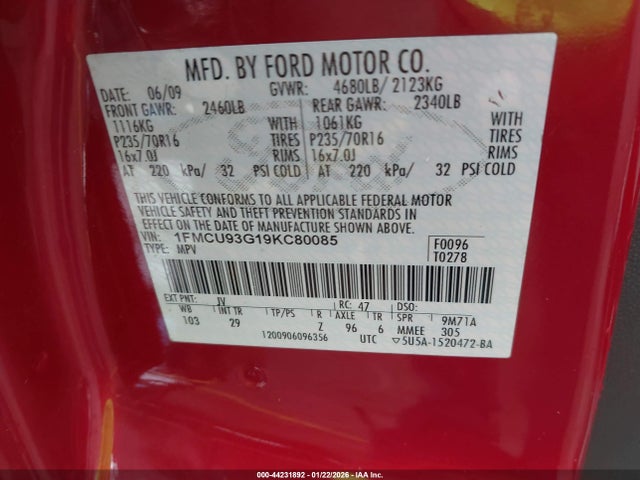 MFD. BY FORD MOTOR CO.
DATE: 06/09 GVWR: 4680LB/ 2123KG
FRONT GAWR: 2460LB REAR GAWR: 2340LB
1116KG WITH 1061KG WITH
P235/70R16 TIRES P235/70R16 TIRES
16x7.0J RIMS 16x7.0J RIMS
AT 220 kPa/ 32 PSI COLD AT 220 kPa/ 32 PSI COLD
THIS VEHICLE CONFORMS TO ALL APPLICABLE FEDERAL MOTOR
VEHICLE SAFETY AND THEFT PREVENTION STANDARDS IN
EFFECT ON THE DATE OF MANUFACTURE SHOWN ABOVE.
VIN: 1FMCU93G19KC80085 F0096
TYPE: MPV T0278
EXT PNT: JV RC: 47 DSO:
WB INT TR TP/PS R AXLE TR SPR 9M71A
103 29 Z 96 6 MMEE 305
1200906096356 UTC ▽5U5A-1520472-BA
000-44231892 - 01/22/2026 - IAA Inc.